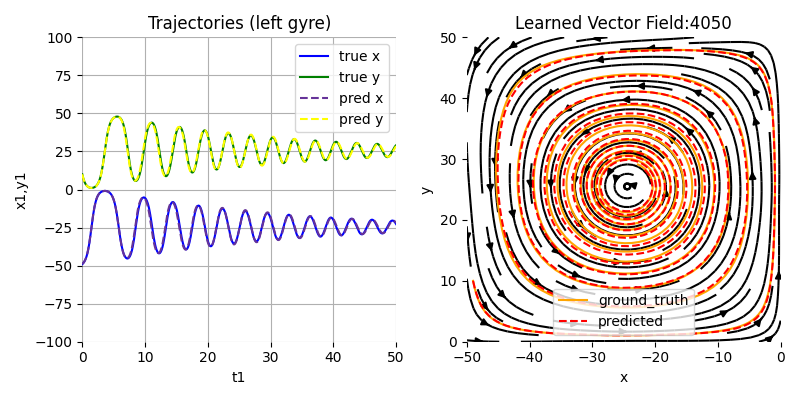 Trajectories (left gyre)
100
75
50
25
0
−25
−50
−75
−100
x1,y1
0
10
20
30
40
50
t1
true x
true y
pred x
pred y
Learned Vector Field:4050
50
40
30
20
10
0
y
−50
−40
−30
−20
−10
0
x
ground_truth
predicted